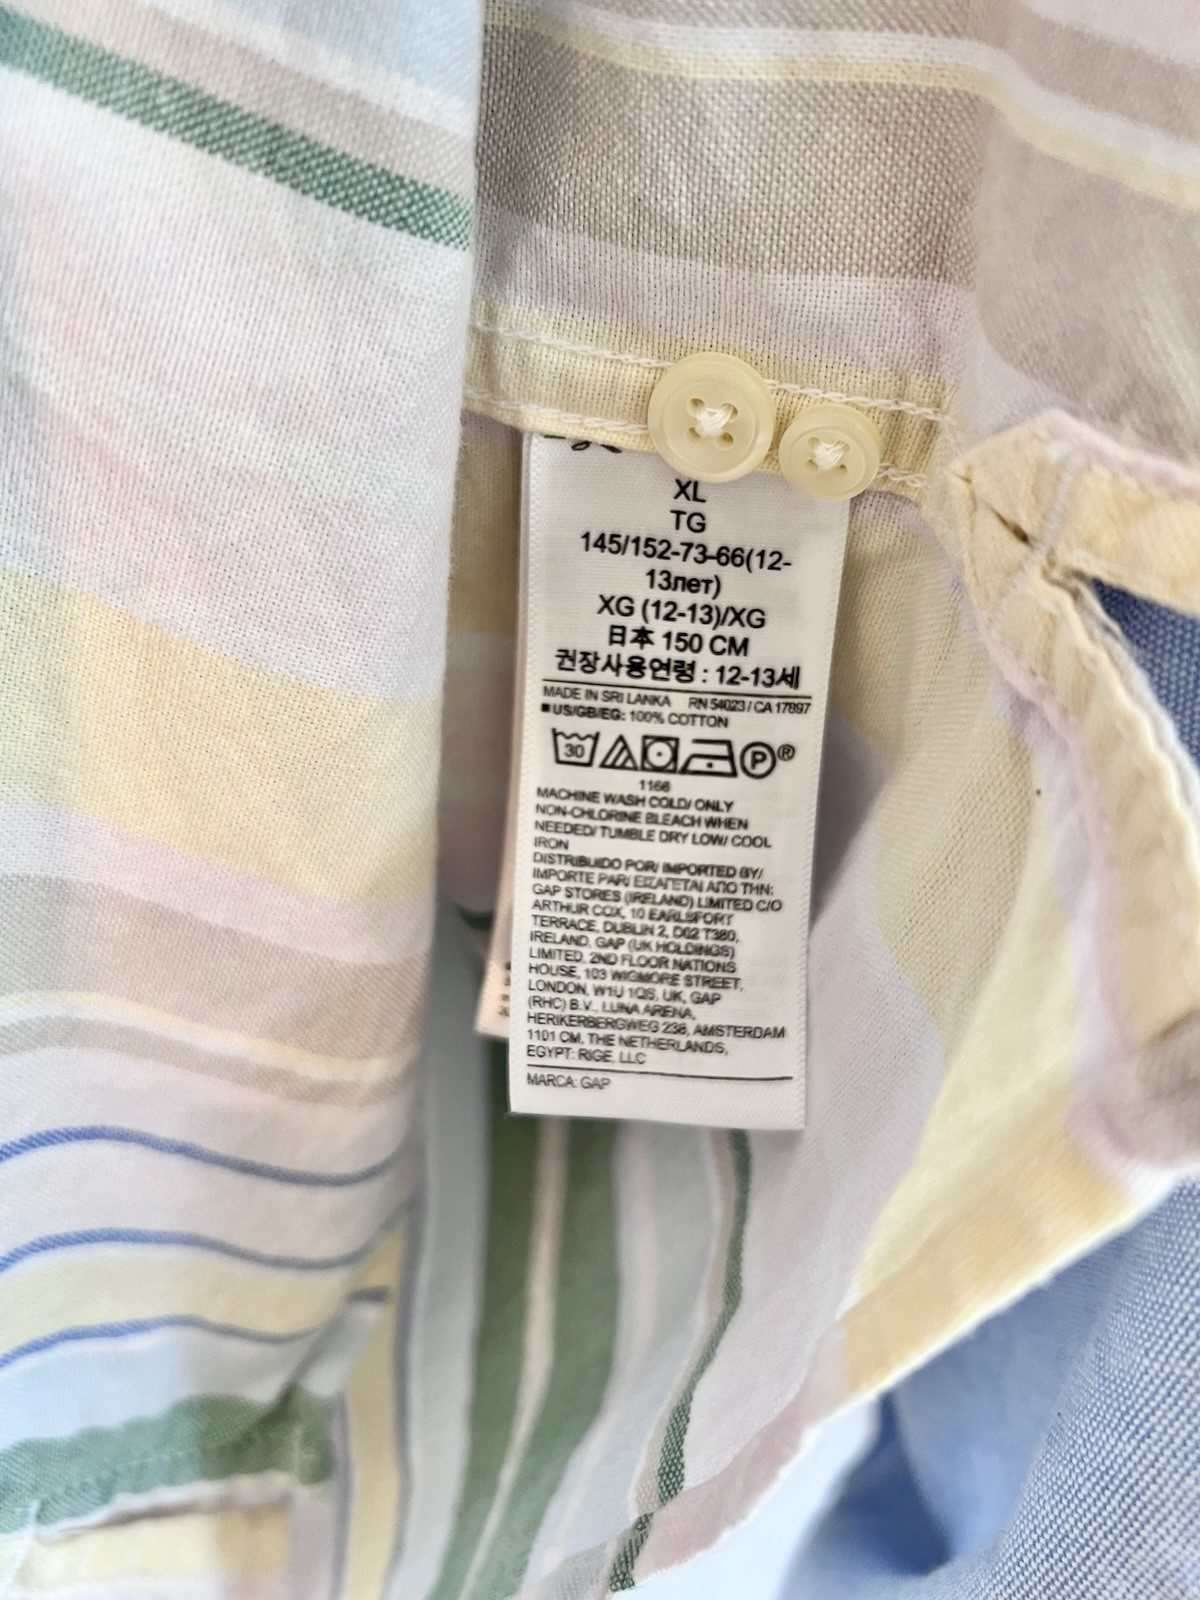 XL
TG
145/152-73-66(12-
13лет)
XG (12-13)/XG
日本 150 CM
권장사용연령 : 12-13세
MADE IN SRI LANKA RN 54023 / CA 17897
■ US/GB/EG: 100% COTTON
30 P ®
1166
MACHINE WASH COLD/ ONLY
NON-CHLORINE BLEACH WHEN
NEEDED/ TUMBLE DRY LOW/ COOL
IRON
DISTRIBUIDO POR/ IMPORTED BY/
IMPORTE PAR/ ΕΙΣΑΓΕΤΑΙ ΑΠΟ ΤΗΝ:
GAP STORES (IRELAND) LIMITED C/O
ARTHUR COX, 10 EARLSFORT
TERRACE, DUBLIN 2, D02 T380,
IRELAND. GAP (UK HOLDINGS)
LIMITED, 2ND FLOOR NATIONS
HOUSE, 103 WIGMORE STREET,
LONDON, W1U 1QS, UK, GAP
(RHC) B.V., LUNA ARENA,
HERIKERBERGWEG 238, AMSTERDAM
1101 CM, THE NETHERLANDS,
EGYPT: RIGE, LLC
MARCA: GAP